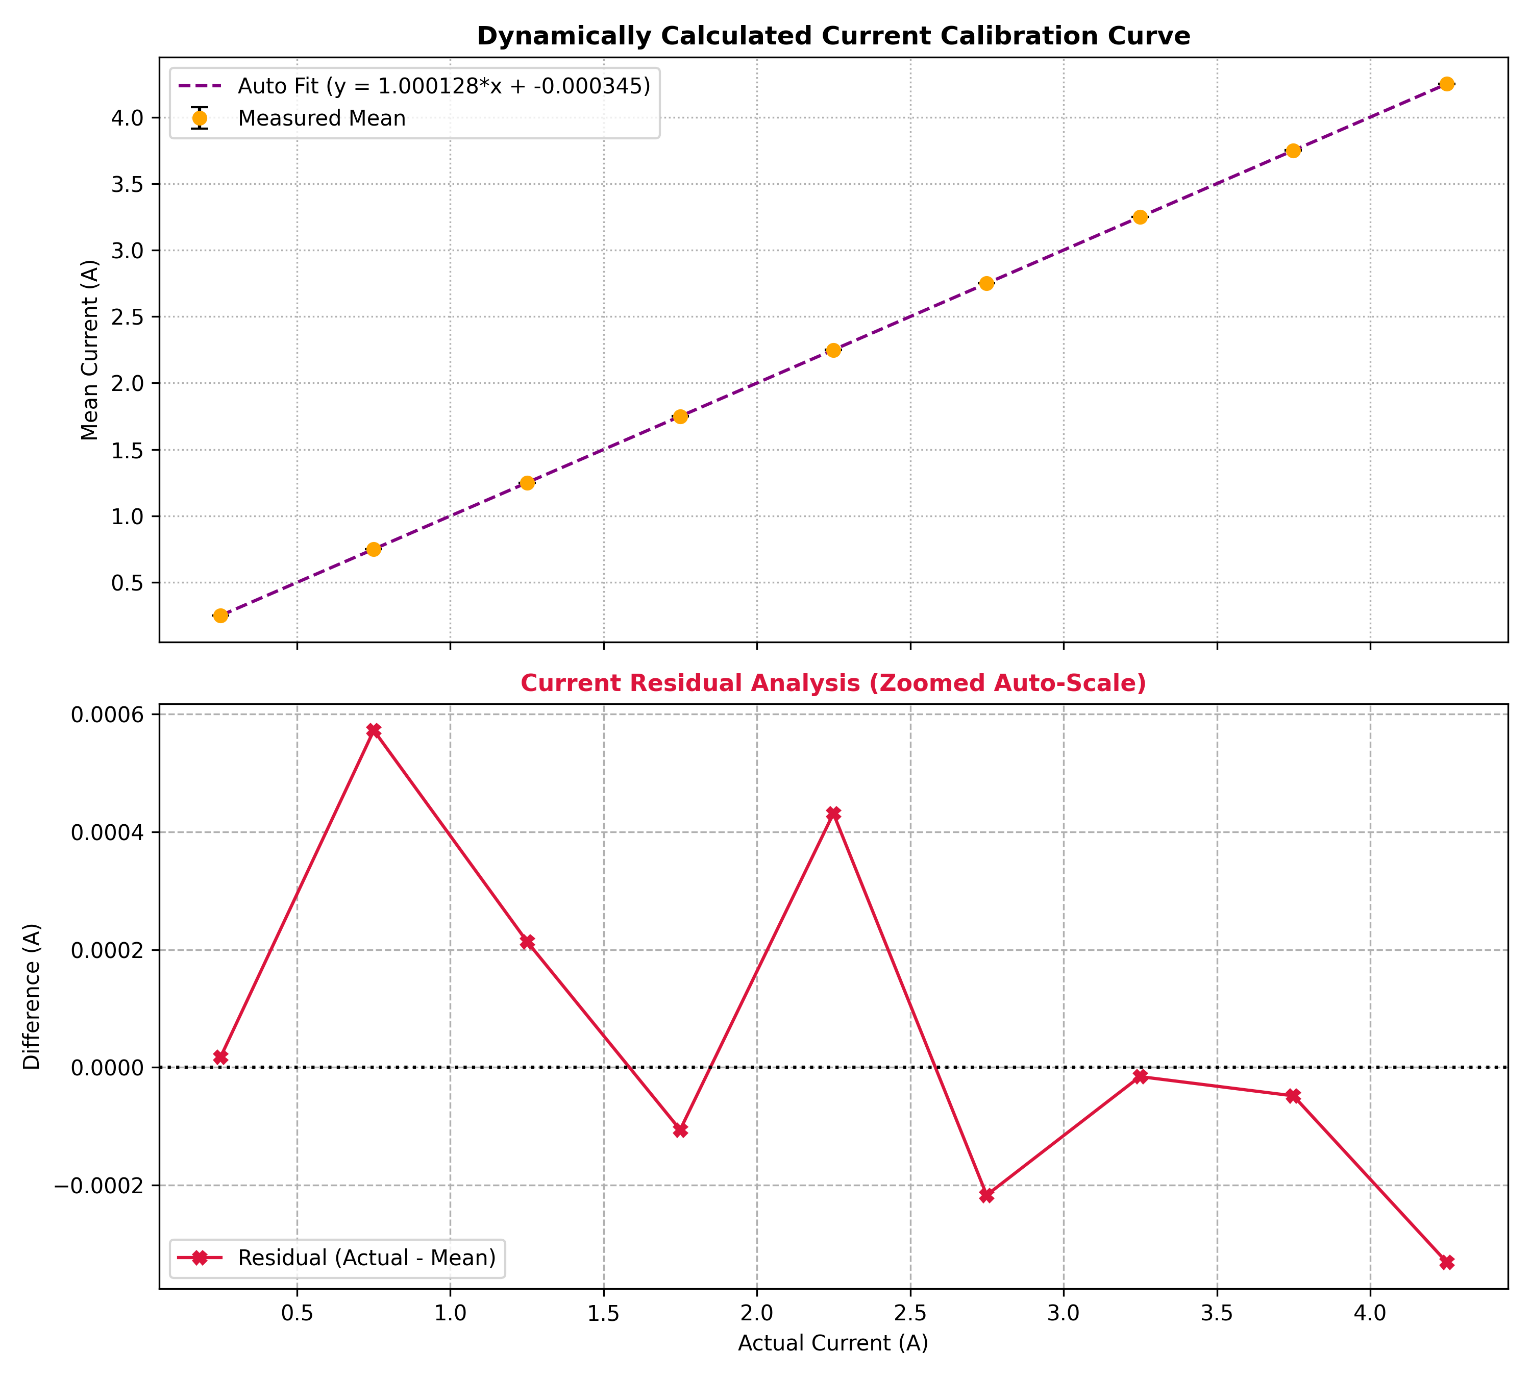 Dynamically Calculated Current Calibration Curve
Auto Fit (y = 1.000128*x + -0.000345)
Measured Mean
Mean Current (A)
4.0
3.5
3.0
2.5
2.0
1.5
1.0
0.5
Current Residual Analysis (Zoomed Auto-Scale)
Difference (A)
0.0006
0.0004
0.0002
0.0000
−0.0002
Residual (Actual - Mean)
0.5 1.0 1.5 2.0 2.5 3.0 3.5 4.0
Actual Current (A)